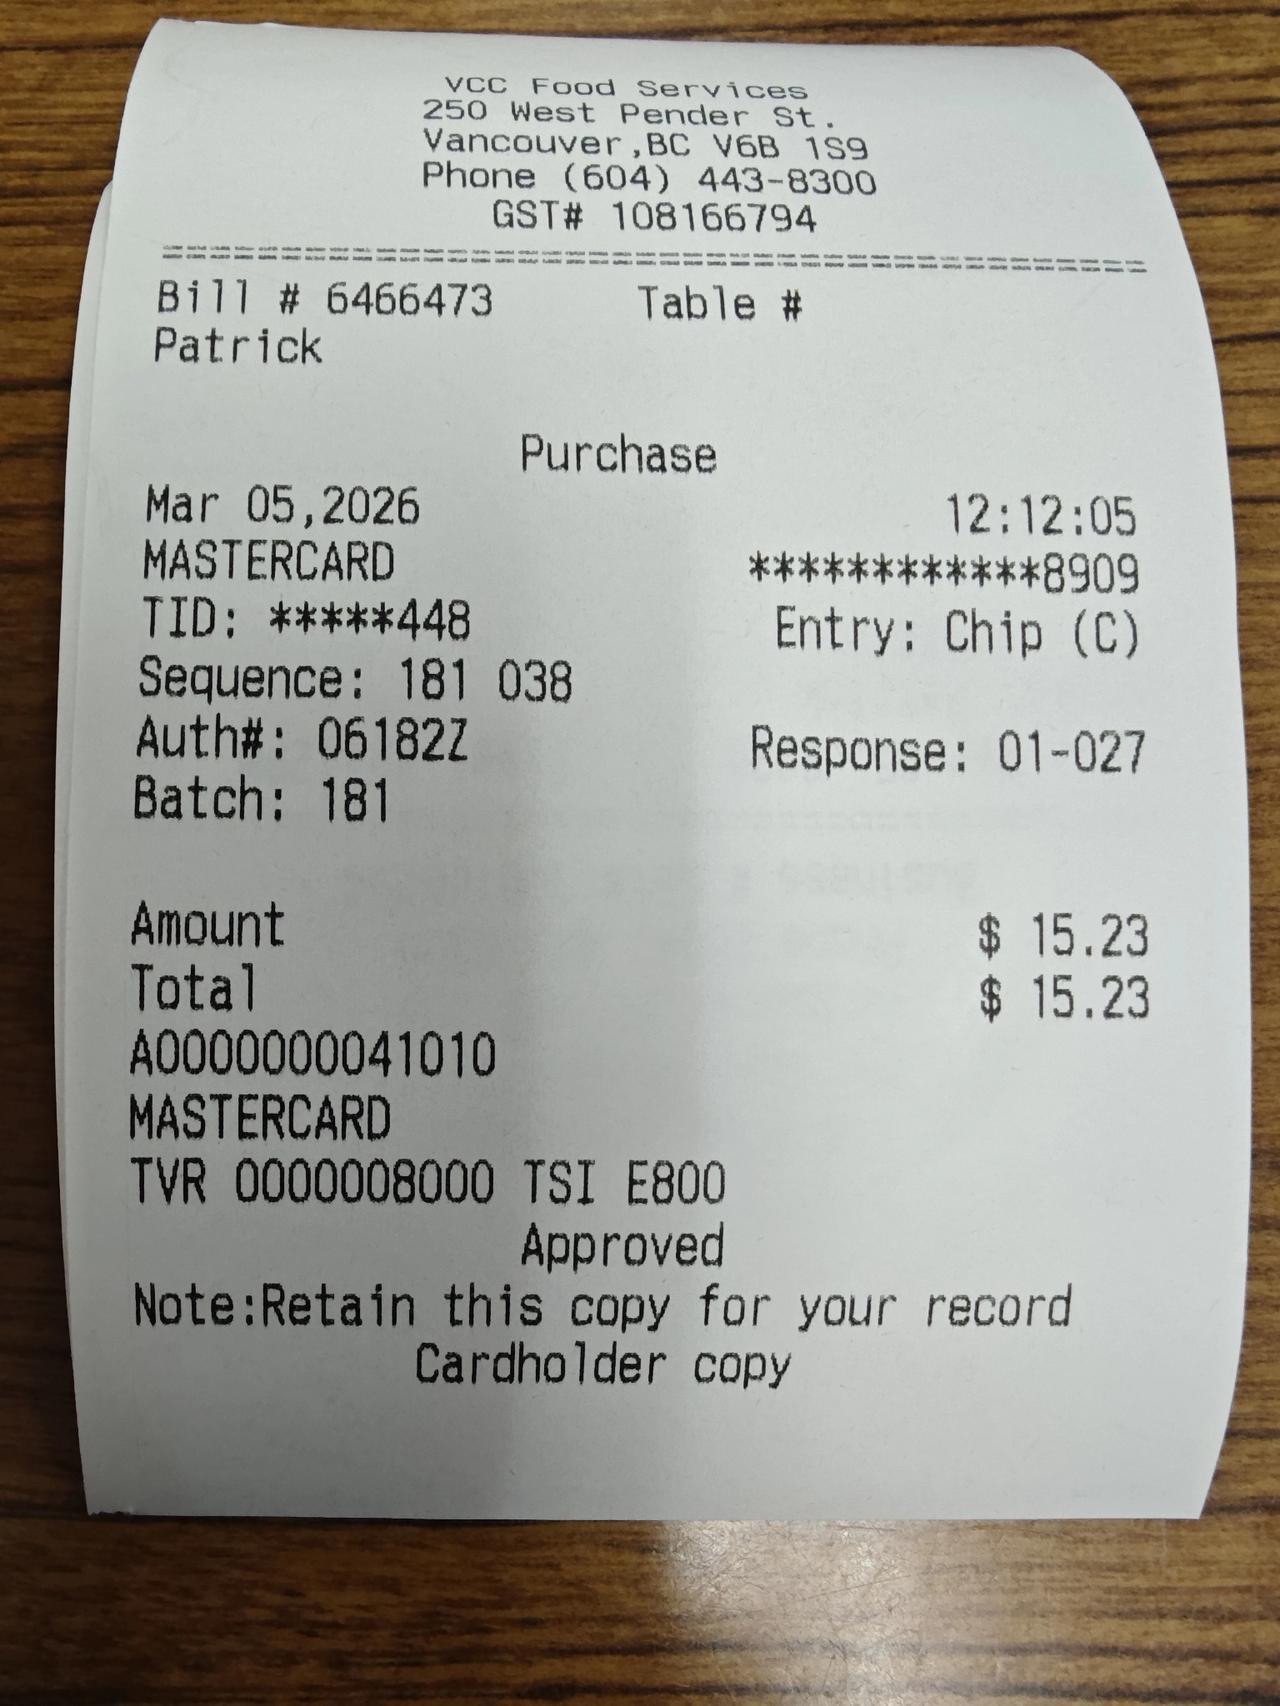 VCC Food Services
250 West Pender St.
Vancouver,BC V6B 1S9
Phone (604) 443-8300
GST# 108166794
Bill # 6466473 Table #
Patrick
Purchase
Mar 05,2026 12:12:05
MASTERCARD ************8909
TID: *****448 Entry: Chip (C)
Sequence: 181 038
Auth#: 06182Z Response: 01-027
Batch: 181
Amount $ 15.23
Total $ 15.23
A0000000041010
MASTERCARD
TVR 0000008000 TSI E800
Approved
Note:Retain this copy for your record
Cardholder copy